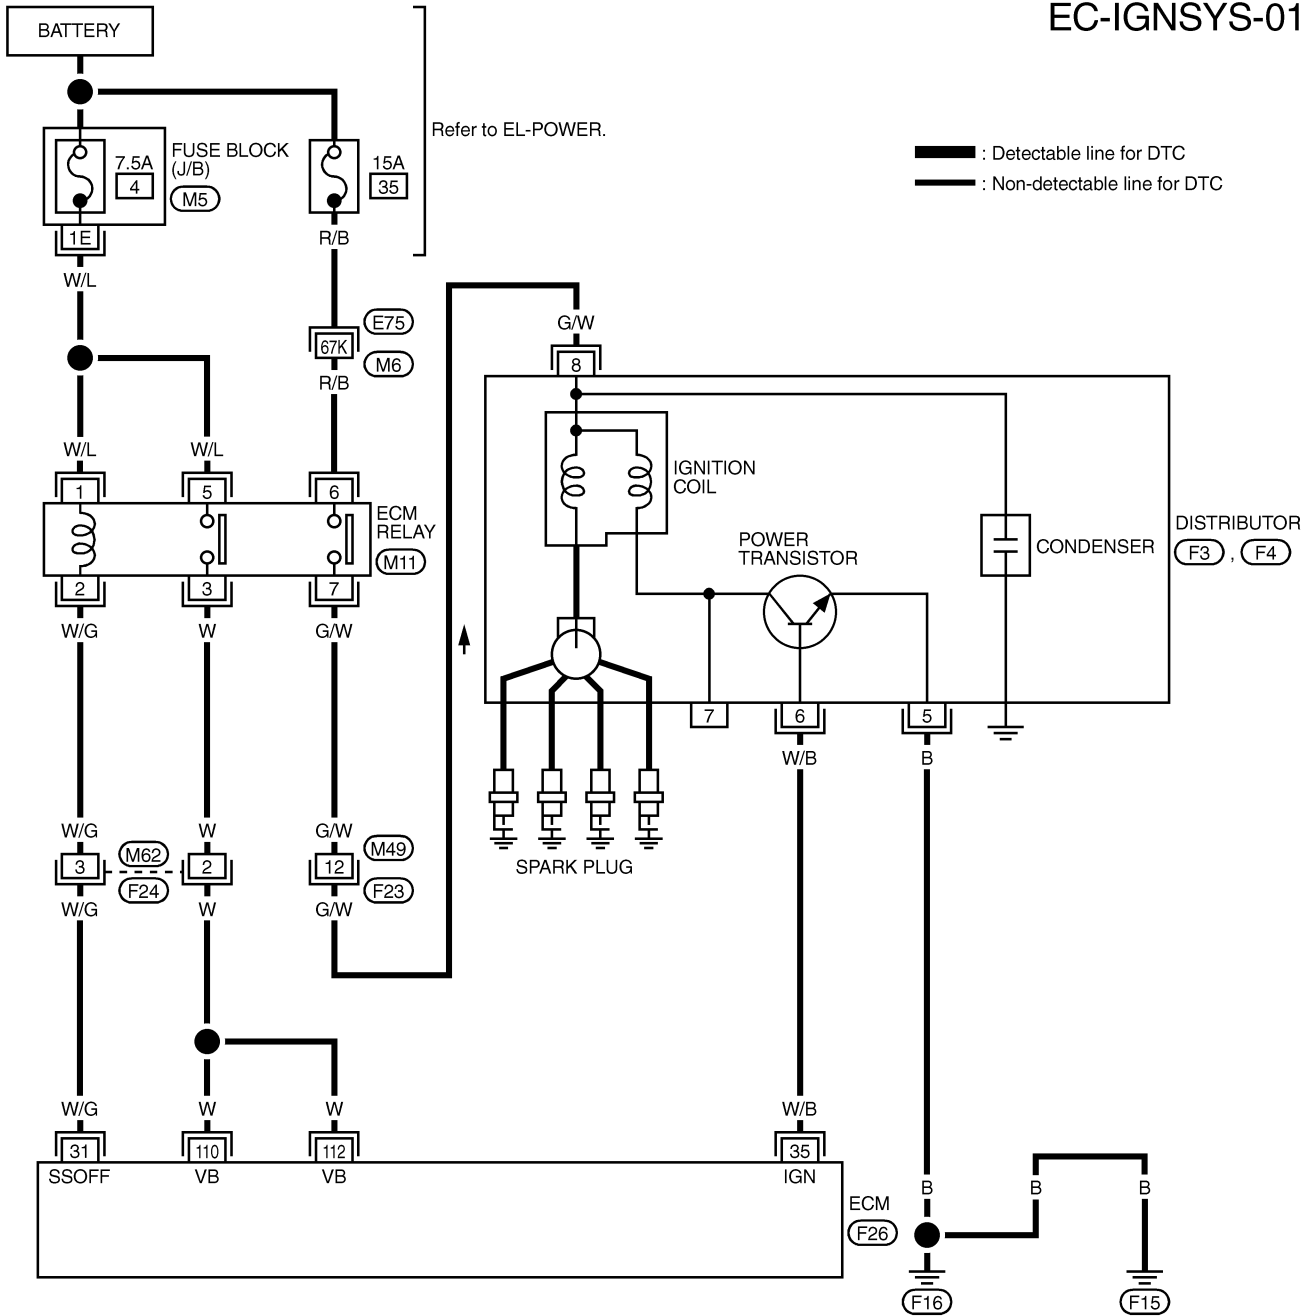 EC-IGNSYS-01
BATTERY
Refer to EL-POWER.
: Detectable line for DTC
: Non-detectable line for DTC
7.5A
4
FUSE BLOCK
(J/B)
M5
15A
35
1E
R/B
W/L
E75
67K
M6
R/B
G/W
8
W/L
W/L
1
5
6
ECM
RELAY
M11
2
3
7
W/G
W
G/W
IGNITION
COIL
POWER
TRANSISTOR
CONDENSER
DISTRIBUTOR
F3 , F4
7
6
5
W/B
B
SPARK PLUG
W/G
W
G/W
3
M62
F24
2
12
M49
F23
W/G
W
G/W
W/G
W
W
W/B
31
110
112
35
SSOFF
VB
VB
IGN
ECM
F26
B
B
B
F16
F15